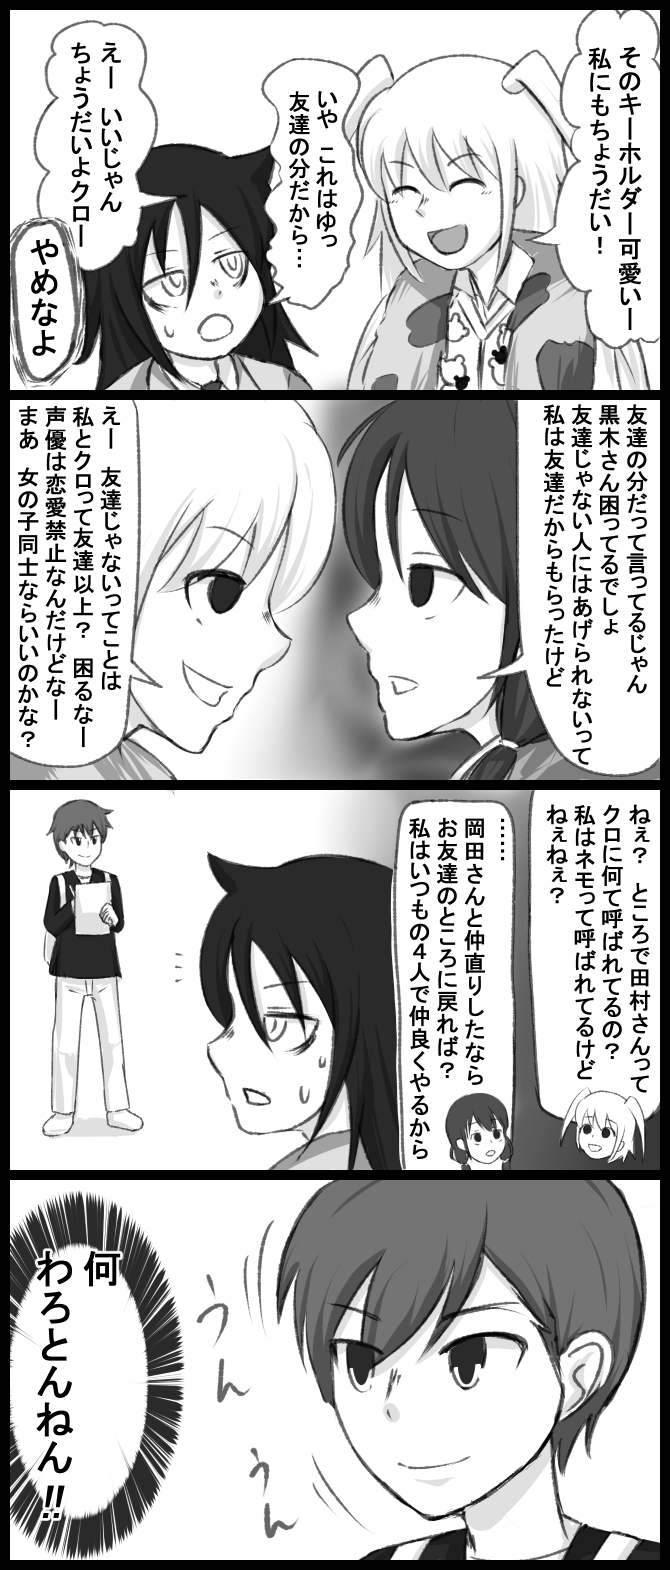 そのキーホルダー可愛いー
私にもちょうだい！
いや　これはゆっ
友達の分だから…
えー　いいじゃん
ちょうだいよクロー
やめなよ
友達の分だって言ってるじゃん
黒木さん困ってるでしょ
友達じゃない人にはあげられないって
私は友達だからもらったけど
えー　友達じゃないってことは
私とクロって友達以上？　困るなー
声優は恋愛禁止なんだけどなー
まあ　女の子同士ならいいのかな？
ねぇ？　ところで田村さんって
クロに何て呼ばれてるの？
私はネモって呼ばれてるけど
ねぇねぇ？
……
岡田さんと仲直りしたなら
お友達のところに戻れば？
私はいつもの４人で仲良くやるから
うん
うん
何
わろとんねん!!